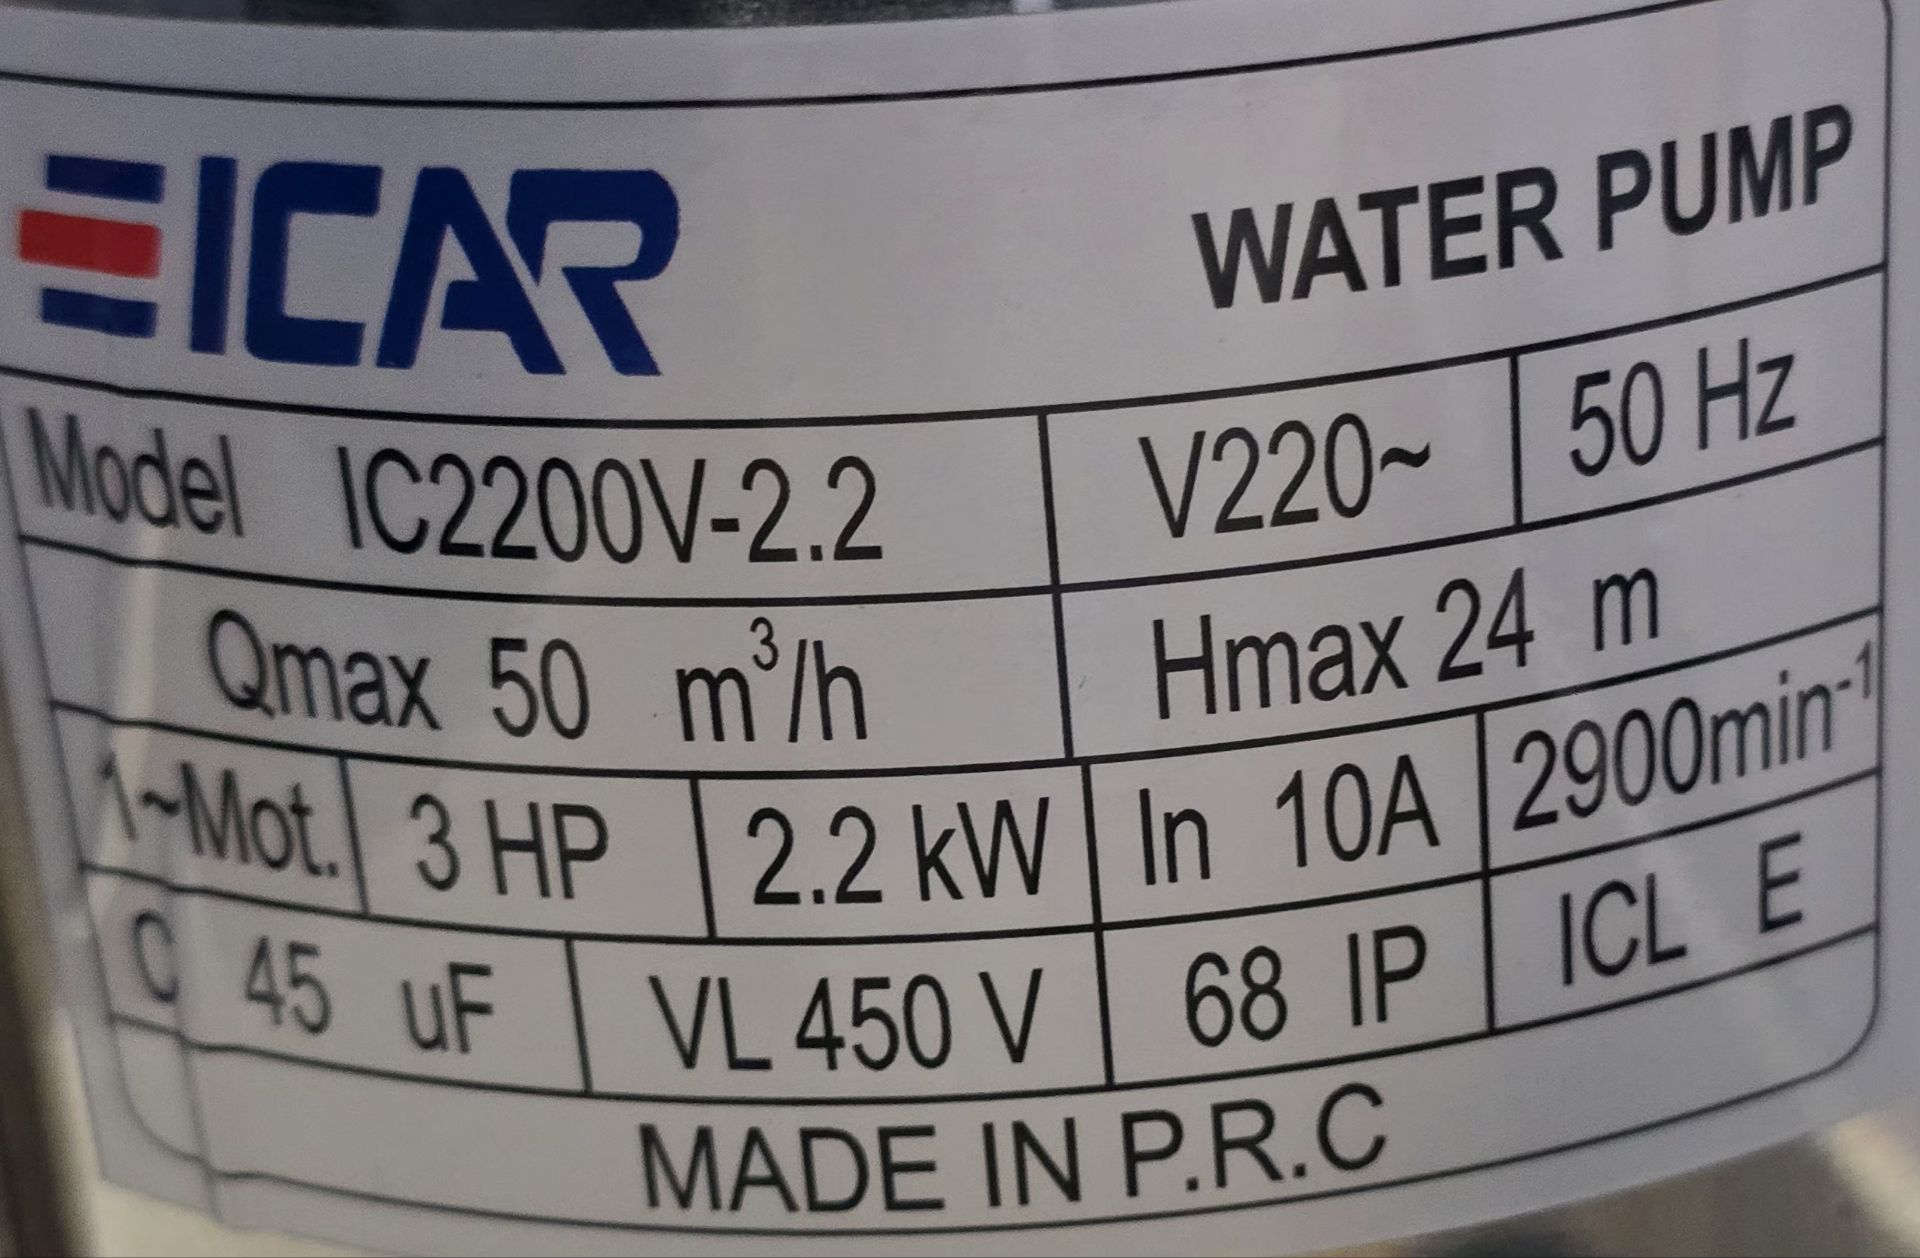 ICAR WATER PUMP
Model IC2200V-2.2 V220~ 50 Hz
Qmax 50 m³/h Hmax 24 m
1~Mot. 3 HP 2.2 kW In 10A 2900min⁻¹
C 45 uF VL 450 V 68 IP ICL E
MADE IN P.R.C